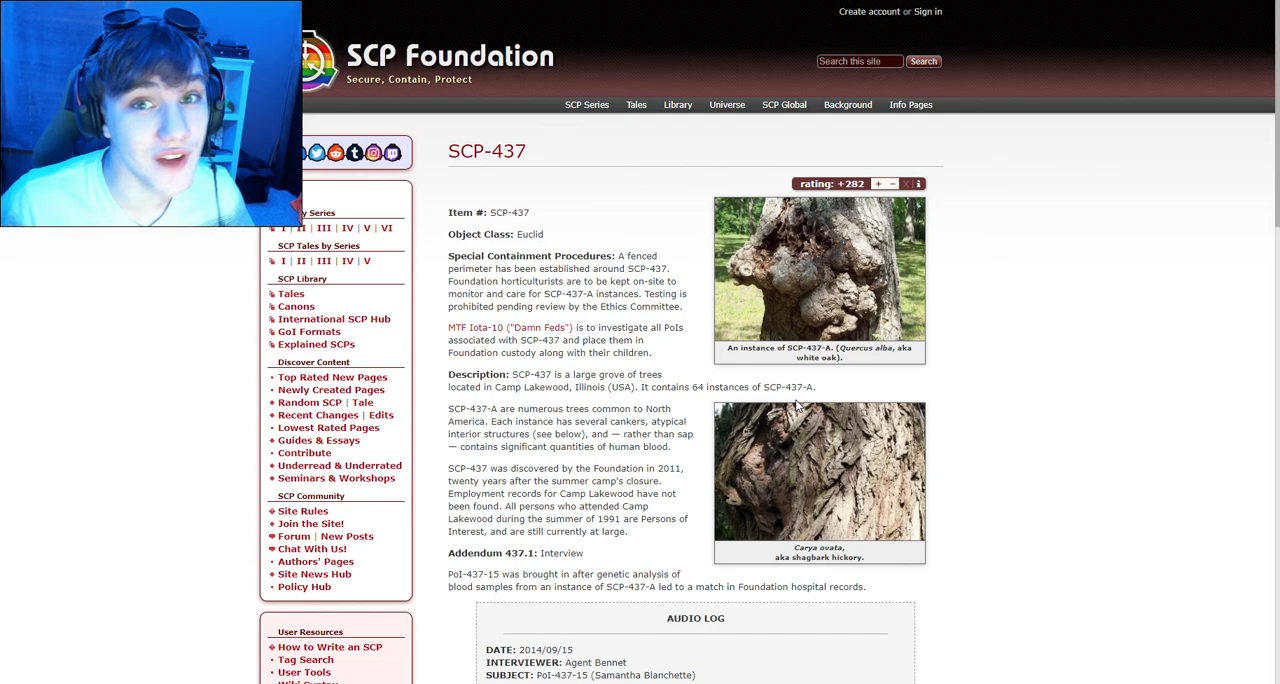 Create account or Sign in
SCP Foundation
Secure, Contain, Protect
Search this site
Search
SCP Series
Tales
Library
Universe
SCP Global
Background
Info Pages
Series
I | II | III | IV | V | VI
SCP Tales by Series
I | II | III | IV | V
SCP Library
Tales
Canons
International SCP Hub
GoI Formats
Explained SCPs
Discover Content
Top Rated New Pages
Newly Created Pages
Random SCP | Tale
Recent Changes | Edits
Lowest Rated Pages
Guides & Essays
Contribute
Underread & Underrated
Seminars & Workshops
SCP Community
Site Rules
Join the Site!
Forum | New Posts
Chat With Us!
Authors' Pages
Site News Hub
Policy Hub
User Resources
How to Write an SCP
Tag Search
User Tools
SCP-437
rating: +282 + − X i
Item #: SCP-437
Object Class: Euclid
Special Containment Procedures: A fenced
perimeter has been established around SCP-437.
Foundation horticulturists are to be kept on-site to
monitor and care for SCP-437-A instances. Testing is
prohibited pending review by the Ethics Committee.
MTF Iota-10 ("Damn Feds") is to investigate all PoIs
associated with SCP-437 and place them in
Foundation custody along with their children.
Description: SCP-437 is a large grove of trees
located in Camp Lakewood, Illinois (USA). It contains 64 instances of SCP-437-A.
An instance of SCP-437-A. (Quercus alba, aka
white oak).
SCP-437-A are numerous trees common to North
America. Each instance has several cankers, atypical
interior structures (see below), and — rather than sap
— contains significant quantities of human blood.
SCP-437 was discovered by the Foundation in 2011,
twenty years after the summer camp's closure.
Employment records for Camp Lakewood have not
been found. All persons who attended Camp
Lakewood during the summer of 1991 are Persons of
Interest, and are still currently at large.
Carya ovata,
aka shagbark hickory.
Addendum 437.1: Interview
PoI-437-15 was brought in after genetic analysis of
blood samples from an instance of SCP-437-A led to a match in Foundation hospital records.
AUDIO LOG
DATE: 2014/09/15
INTERVIEWER: Agent Bennet
SUBJECT: PoI-437-15 (Samantha Blanchette)